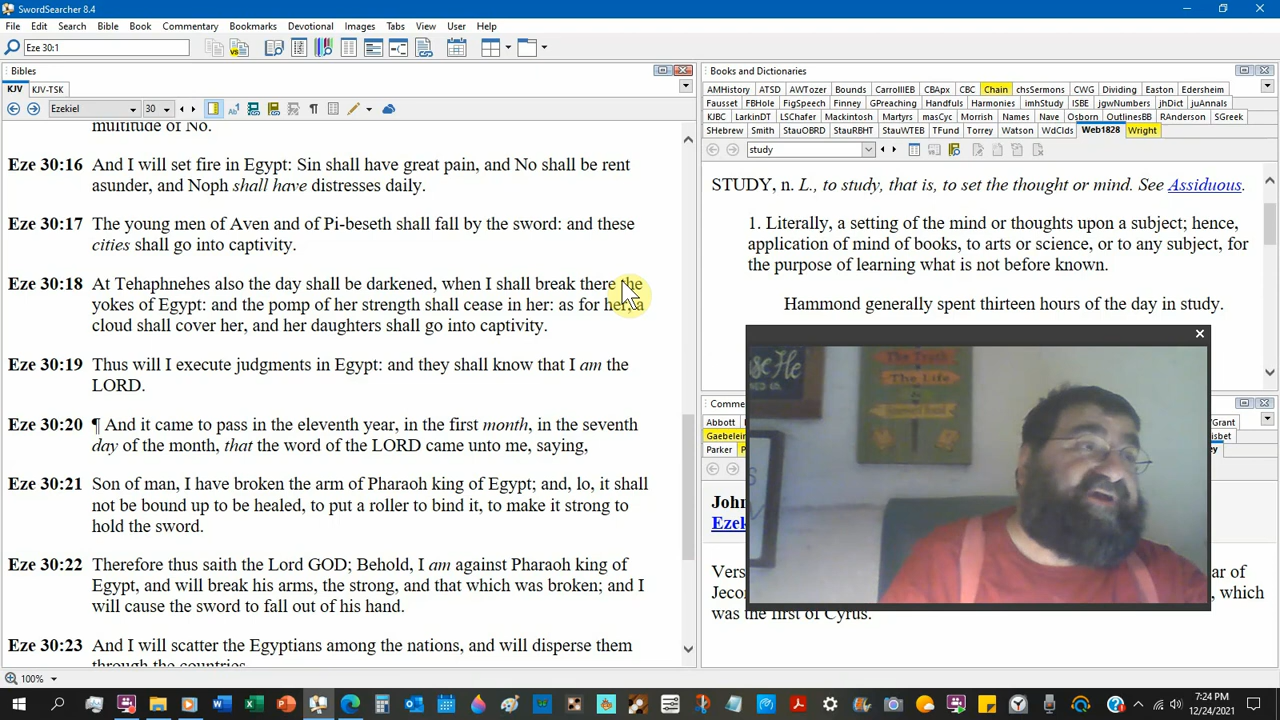 SwordSearcher 8.4
File Edit Search Bible Book Commentary Bookmarks Devotional Images Tabs View User Help
Eze 30:1
Bibles
KJV KJV-TSK
Ezekiel 30
multitude of No.
Eze 30:16 And I will set fire in Egypt: Sin shall have great pain, and No shall be rent
asunder, and Noph shall have distresses daily.
Eze 30:17 The young men of Aven and of Pi-beseth shall fall by the sword: and these
cities shall go into captivity.
Eze 30:18 At Tehaphnehes also the day shall be darkened, when I shall break there the
yokes of Egypt: and the pomp of her strength shall cease in her: as for her, a
cloud shall cover her, and her daughters shall go into captivity.
Eze 30:19 Thus will I execute judgments in Egypt: and they shall know that I am the
LORD.
Eze 30:20 ¶ And it came to pass in the eleventh year, in the first month, in the seventh
day of the month, that the word of the LORD came unto me, saying,
Eze 30:21 Son of man, I have broken the arm of Pharaoh king of Egypt; and, lo, it shall
not be bound up to be healed, to put a roller to bind it, to make it strong to
hold the sword.
Eze 30:22 Therefore thus saith the Lord GOD; Behold, I am against Pharaoh king of
Egypt, and will break his arms, the strong, and that which was broken; and I
will cause the sword to fall out of his hand.
Eze 30:23 And I will scatter the Egyptians among the nations, and will disperse them
through the countries.
100%
Books and Dictionaries
AMHistory ATSD AWTozer Bounds CarrollIEB CBApx CBC Chain chsSermons CWG Dividing Easton Edersheim
Fausset FBHole FigSpeech Finney GPreaching Handfuls Harmonies imhStudy ISBE jgwNumbers jhDict juAnnals
KJBC LarkinDT LSChafer Mackintosh Martyrs masCyc Morrish Names Nave Osborn OutlinesBB RAnderson SGreek
SHebrew Smith StauOBRD StauRBHT StauWTEB TFund Torrey Watson WdClds Web1828 Wright
study
STUDY, n. L., to study, that is, to set the thought or mind. See Assiduous.
1. Literally, a setting of the mind or thoughts upon a subject; hence,
application of mind of books, to arts or science, or to any subject, for
the purpose of learning what is not before known.
Hammond generally spent thirteen hours of the day in study.
The Truth
The Life
Comme
Abbott Grant
Gaebelein isbet
Parker
John
Ezek
Vers ar of
Jecor , which
was the first of Cyrus.
7:24 PM
12/24/2021